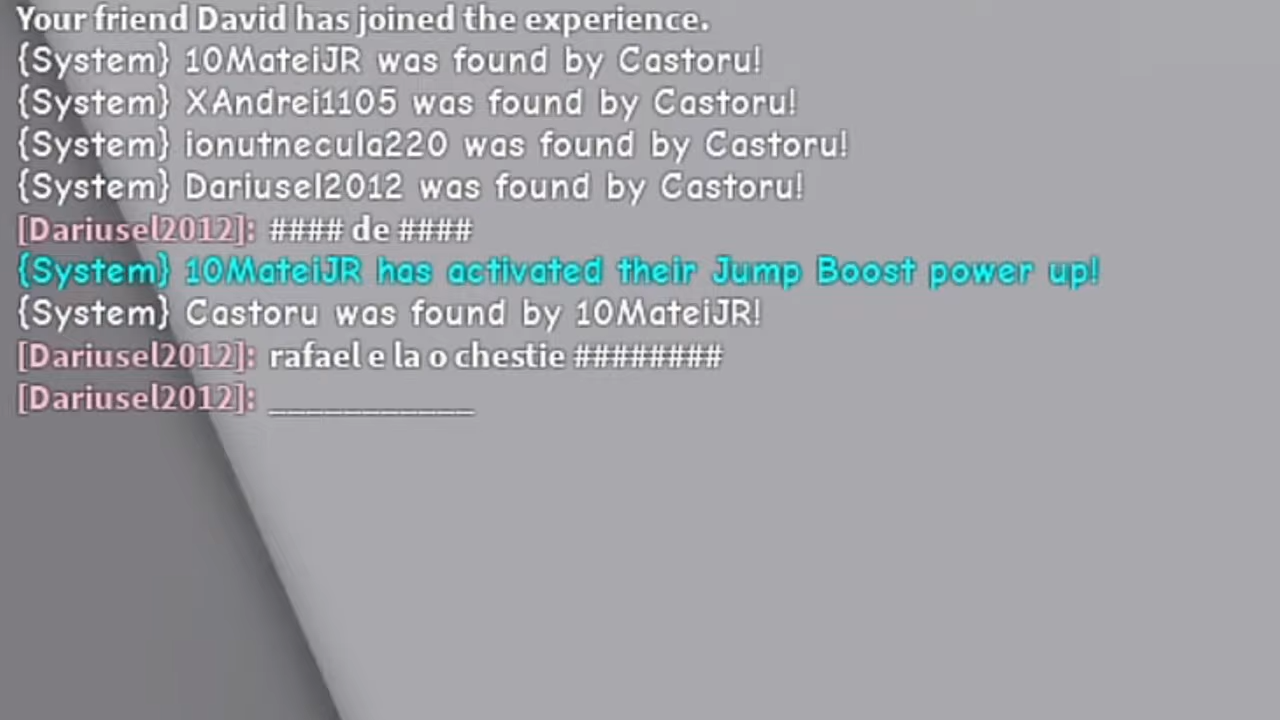 Your friend David has joined the experience.
{System} 10MateiJR was found by Castoru!
{System} XAndrei1105 was found by Castoru!
{System} ionutnecula220 was found by Castoru!
{System} Dariusel2012 was found by Castoru!
[Dariusel2012]: #### de ####
{System} 10MateiJR has activated their Jump Boost power up!
{System} Castoru was found by 10MateiJR!
[Dariusel2012]: rafael e la o chestie ########
[Dariusel2012]: ___________